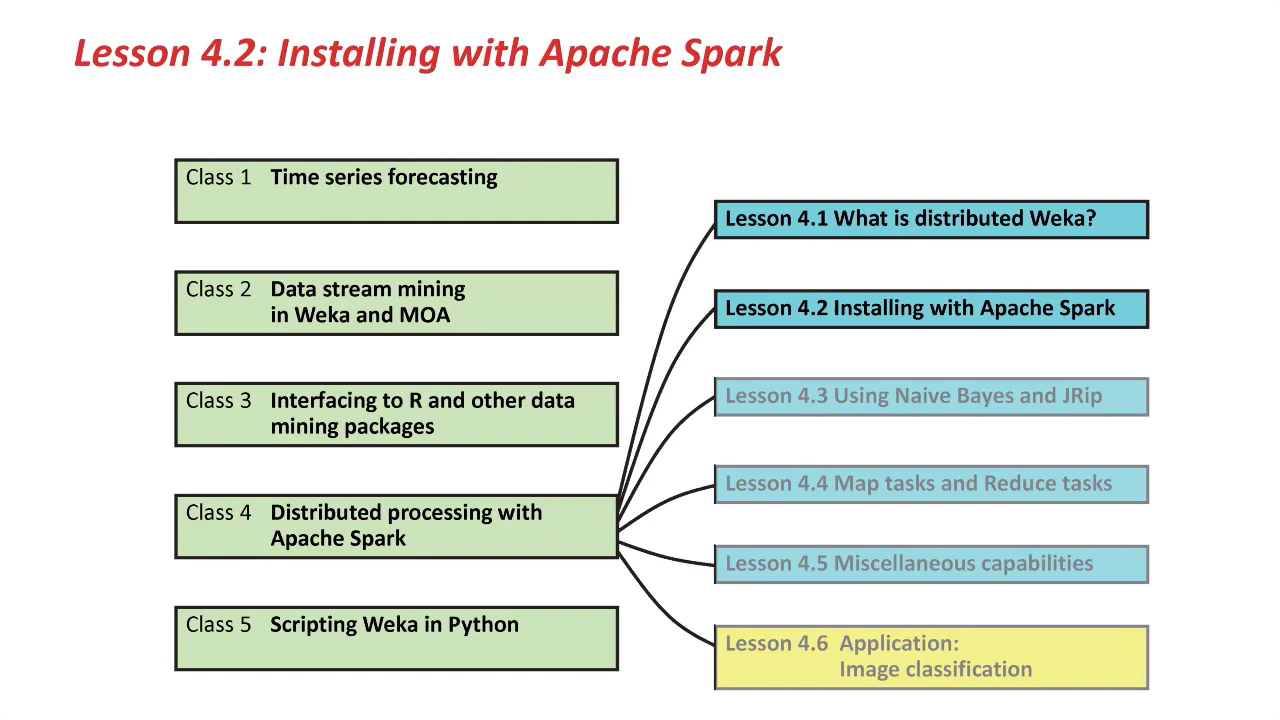 Lesson 4.2: Installing with Apache Spark
Class 1 Time series forecasting
Class 2 Data stream mining
in Weka and MOA
Class 3 Interfacing to R and other data
mining packages
Class 4 Distributed processing with
Apache Spark
Class 5 Scripting Weka in Python
Lesson 4.1 What is distributed Weka?
Lesson 4.2 Installing with Apache Spark
Lesson 4.3 Using Naive Bayes and JRip
Lesson 4.4 Map tasks and Reduce tasks
Lesson 4.5 Miscellaneous capabilities
Lesson 4.6 Application:
Image classification